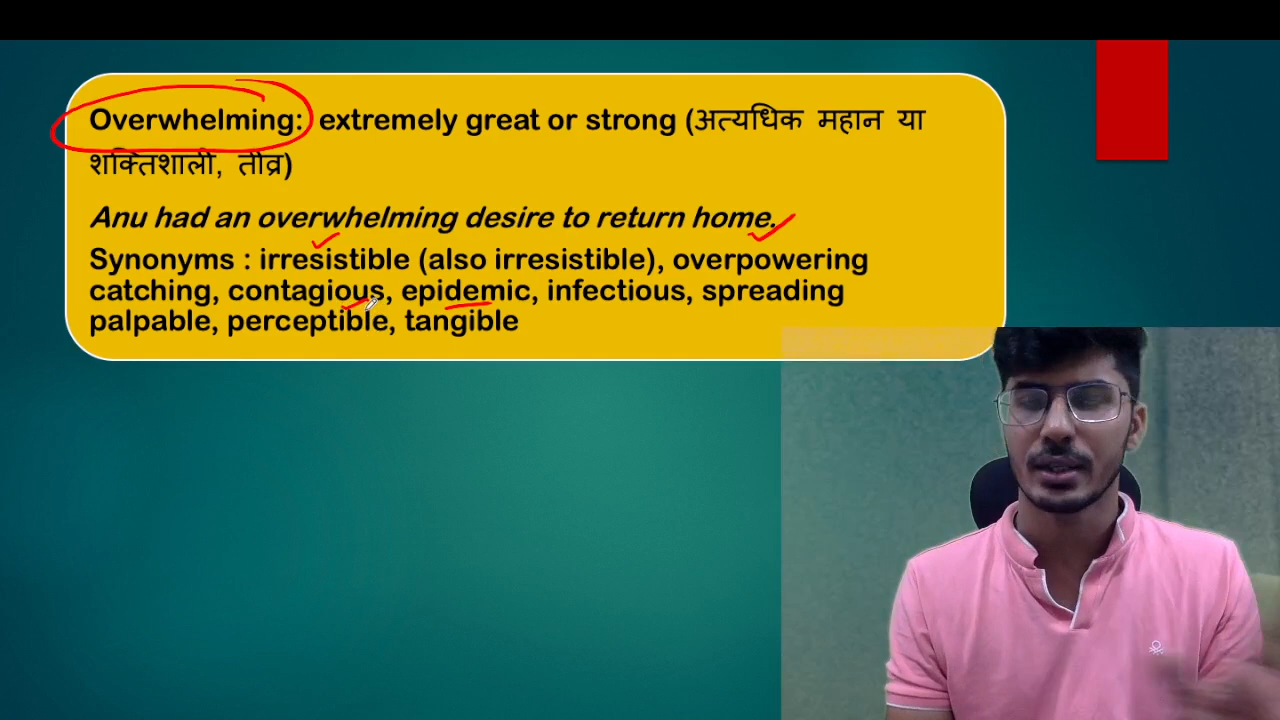 Overwhelming: extremely great or strong (अत्यधिक महान या
शक्तिशाली, तीव्र)
Anu had an overwhelming desire to return home.
Synonyms : irresistible (also irresistible), overpowering
catching, contagious, epidemic, infectious, spreading
palpable, perceptible, tangible